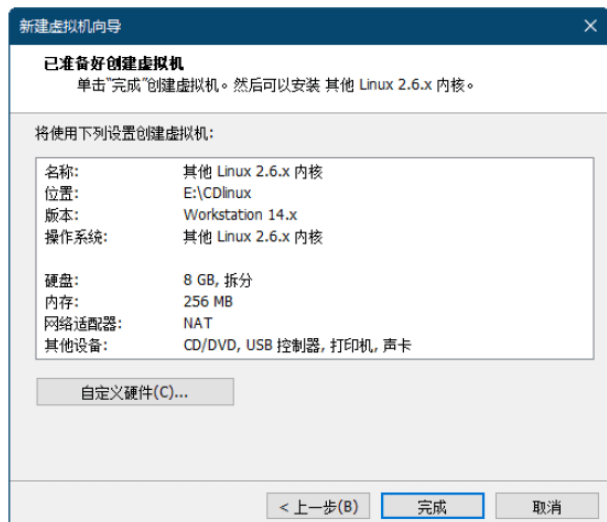 新建虚拟机向导
已准备好创建虚拟机
单击"完成"创建虚拟机。然后可以安装 其他 Linux 2.6.x 内核。
将使用下列设置创建虚拟机:
名称: 其他 Linux 2.6.x 内核
位置: E:\CDlinux
版本: Workstation 14.x
操作系统: 其他 Linux 2.6.x 内核
硬盘: 8 GB, 拆分
内存: 256 MB
网络适配器: NAT
其他设备: CD/DVD, USB 控制器, 打印机, 声卡
自定义硬件(C)...
< 上一步(B) 完成 取消